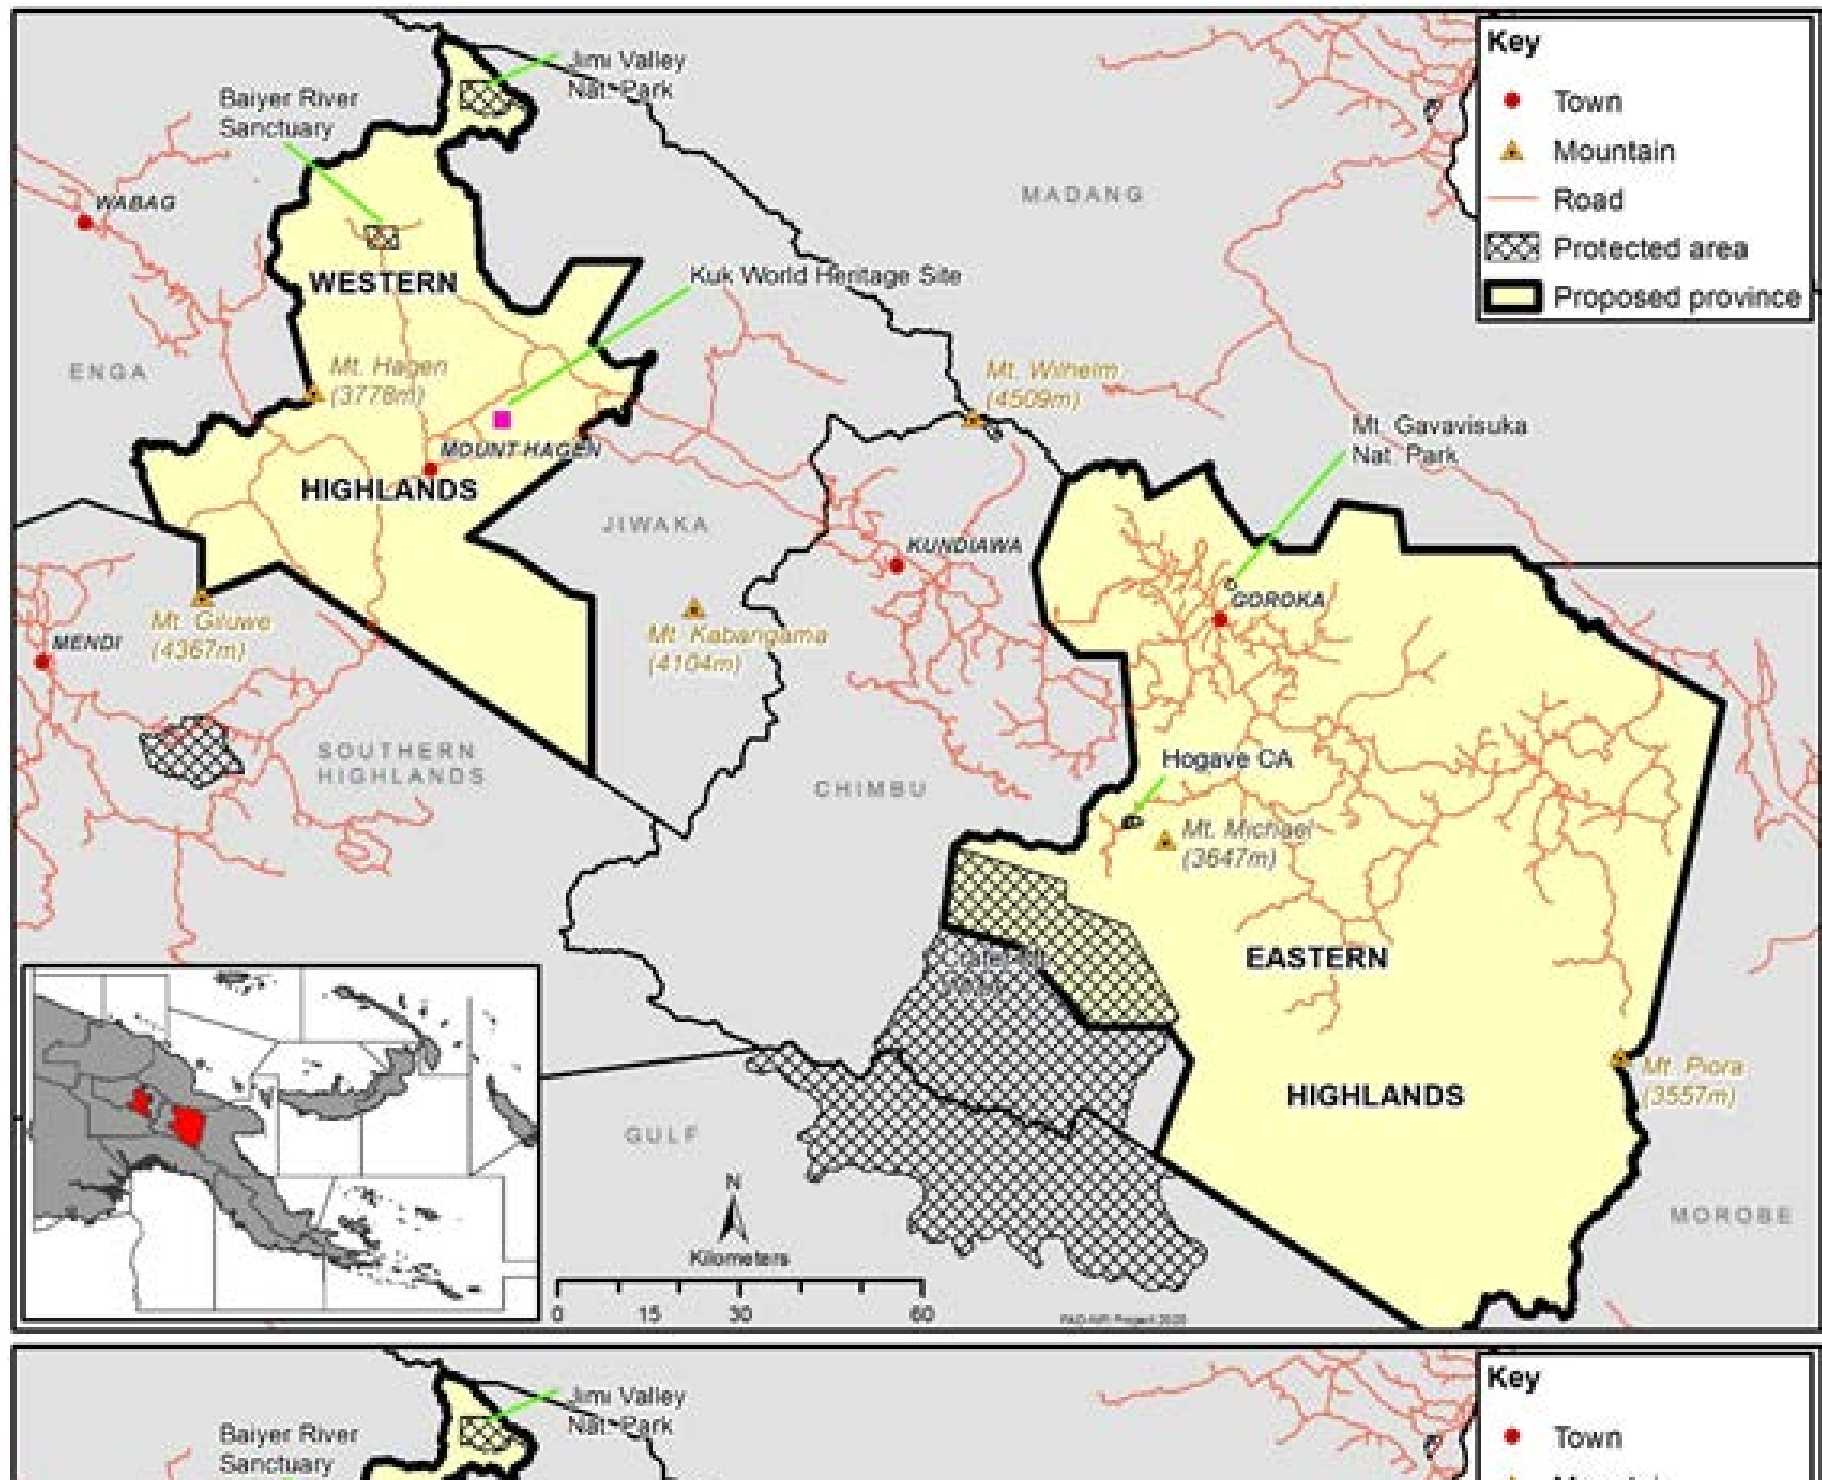 Jimi Valley
Nat. Park
Baiyer River
Sanctuary
WABAG
MADANG
WESTERN
Kuk World Heritage Site
ENGA
Mt. Hagen
(3778m)
Mt. Wilhelm
(4509m)
Mt. Gavavisuka
Nat. Park
MOUNT HAGEN
HIGHLANDS
JIWAKA
KUNDIAWA
GOROKA
Mt. Giluwe
(4367m)
MENDI
Mt. Kabangama
(4104m)
SOUTHERN
HIGHLANDS
CHIMBU
Hogave CA
Mt. Michael
(3647m)
EASTERN
HIGHLANDS
Mt. Piora
(3557m)
GULF
MOROBE
N
Kilometers
0 15 30 60
Key
Town
Mountain
Road
Protected area
Proposed province
Jimi Valley
Nat. Park
Baiyer River
Sanctuary
Key
Town